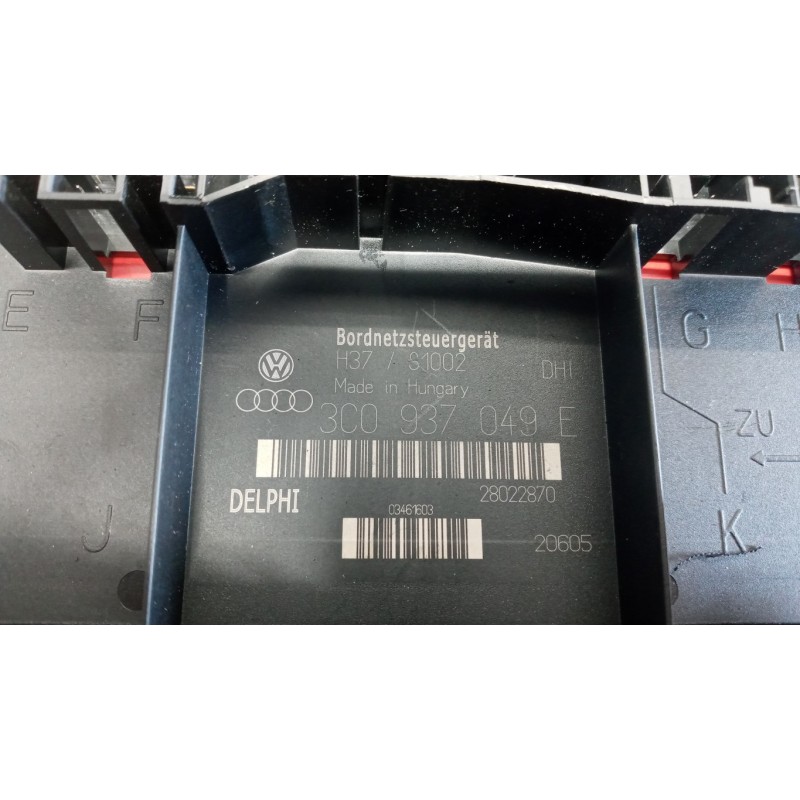 Bordnetzsteuergerät
H37 / S1002 DHI
Made in Hungary
3C0 937 049 E
28022870
DELPHI
03461603
20605
E F G H
ZU
J K